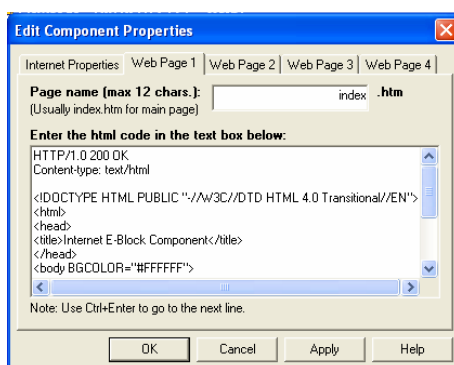 Edit Component Properties
Internet Properties Web Page 1 Web Page 2 Web Page 3 Web Page 4
Page name (max 12 chars.): index .htm
(Usually index.htm for main page)
Enter the html code in the text box below:
HTTP/1.0 200 OK
Content-type: text/html
<!DOCTYPE HTML PUBLIC "-//W3C//DTD HTML 4.0 Transitional//EN">
<html>
<head>
<title>Internet E-Block Component</title>
</head>
<body BGCOLOR="#FFFFFF">
Note: Use Ctrl+Enter to go to the next line.
OK Cancel Apply Help